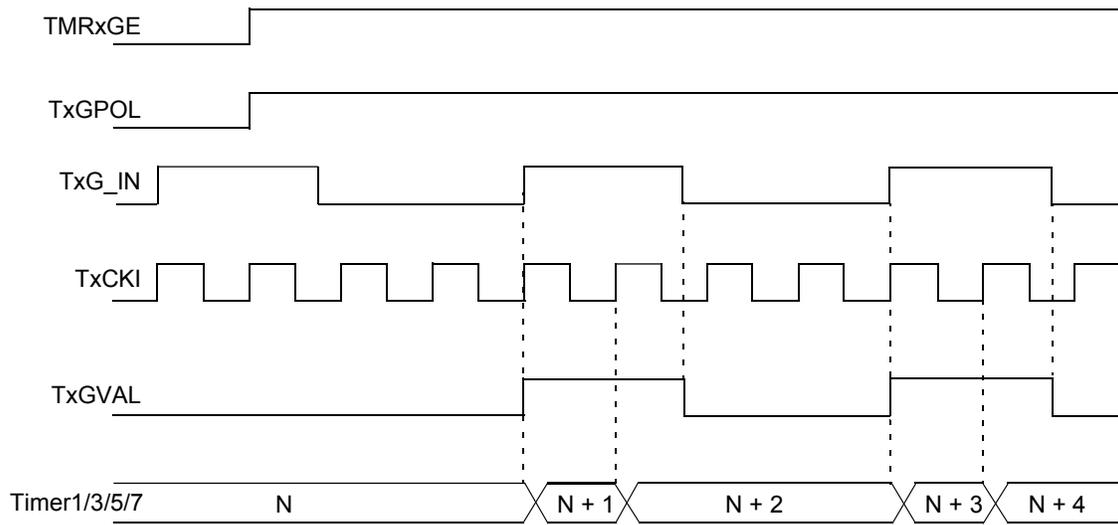 TMRxGE
TxGPOL
TxG_IN
TxCKI
TxGVAL
Timer1/3/5/7 N N + 1 N + 2 N + 3 N + 4